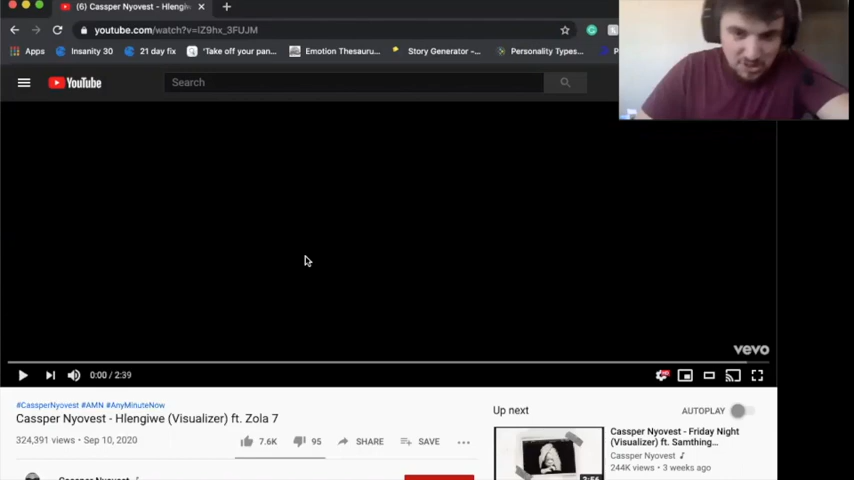 (6) Cassper Nyovest - Hlengiw
youtube.com/watch?v=lZ9hx_3FUJM
Apps Insanity 30 21 day fix 'Take off your pan... Emotion Thesauru... Story Generator –... Personality Types...
YouTube Search
vevo
0:00 / 2:39
#CassperNyovest #AMN #AnyMinuteNow
Cassper Nyovest - Hlengiwe (Visualizer) ft. Zola 7
324,391 views • Sep 10, 2020 7.6K 95 SHARE SAVE
Cassper Nyovest
Up next AUTOPLAY
Cassper Nyovest - Friday Night
(Visualizer) ft. Samthing...
Cassper Nyovest
244K views • 3 weeks ago